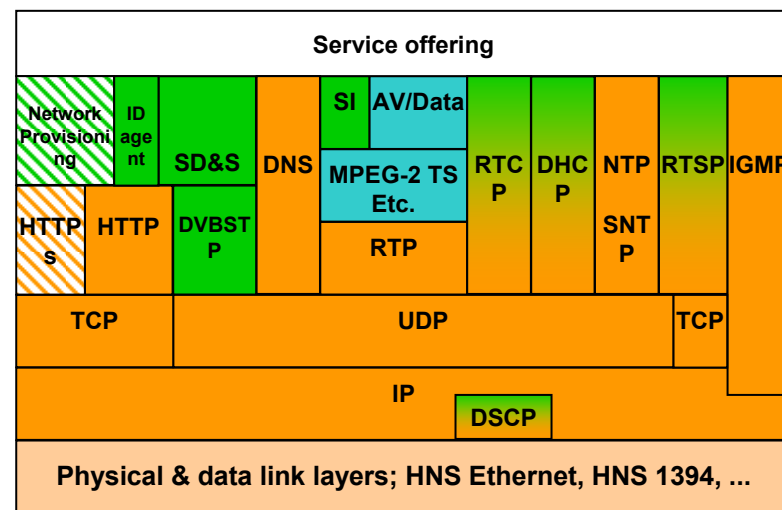 Service offering
Network
Provisioni
ng
ID
age
nt
SD&S
DNS
SI
AV/Data
MPEG-2 TS
Etc.
RTP
RTC
P
DHC
P
NTP
SNT
P
RTSP
IGMP
HTTP
s
HTTP
DVBST
P
TCP
UDP
TCP
IP
DSCP
Physical & data link layers; HNS Ethernet, HNS 1394, ...